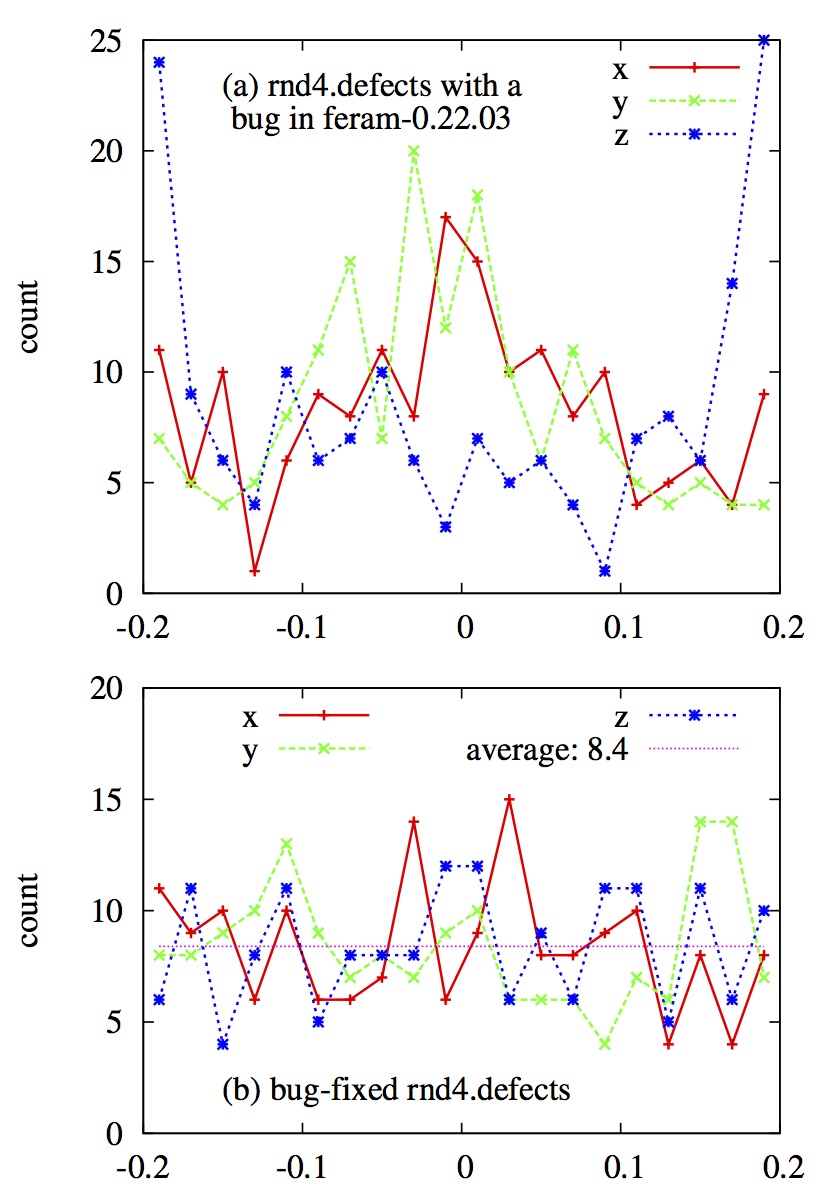 25
20
15
10
5
0
count
(a) rnd4.defects with a
bug in feram-0.22.03
x
y
z
-0.2
-0.1
0
0.1
0.2
20
15
10
5
0
count
x
y
z
average: 8.4
(b) bug-fixed rnd4.defects
-0.2
-0.1
0
0.1
0.2